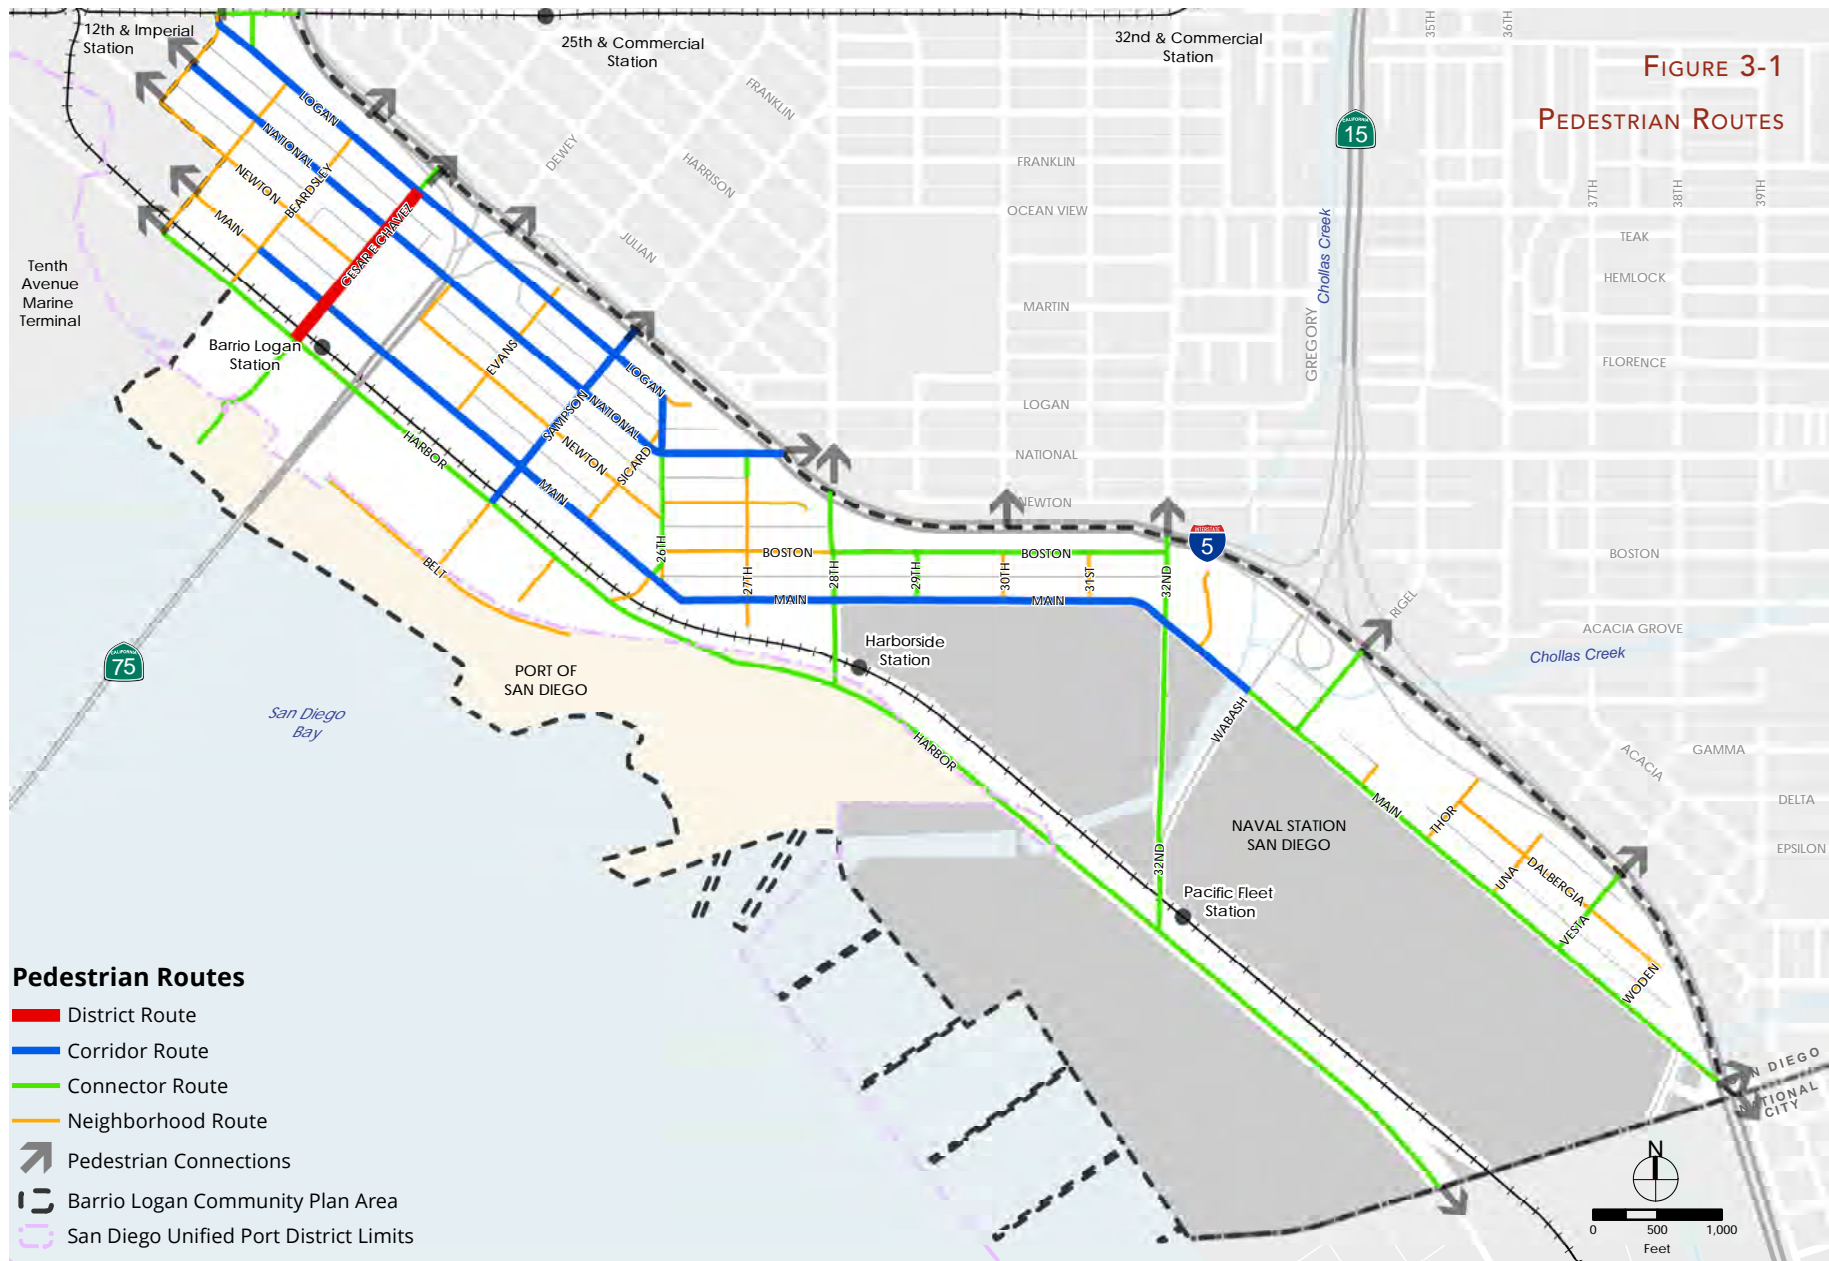 FIGURE 3-1
PEDESTRIAN ROUTES
12th & Imperial
Station
25th & Commercial
Station
32nd & Commercial
Station
35TH
36TH
37TH
38TH
39TH
CALIFORNIA
15
FRANKLIN
DEWEY
HARRISON
JULIAN
FRANKLIN
OCEAN VIEW
MARTIN
LOGAN
NATIONAL
NEWTON
GREGORY
Chollas Creek
TEAK
HEMLOCK
FLORENCE
BOSTON
ACACIA GROVE
Chollas Creek
RIGEL
ACACIA
GAMMA
DELTA
EPSILON
LOGAN
NATIONAL
NEWTON
BEARDSLEY
MAIN
CESAR E CHAVEZ
Tenth
Avenue
Marine
Terminal
Barrio Logan
Station
EVANS
LOGAN
SAMPSON
NATIONAL
NEWTON
SICARD
HARBOR
MAIN
BELT
26TH
27TH
28TH
29TH
30TH
31ST
32ND
BOSTON
BOSTON
MAIN
MAIN
INTERSTATE
5
CALIFORNIA
75
Harborside
Station
PORT OF
SAN DIEGO
San Diego
Bay
HARBOR
WABASH
32ND
NAVAL STATION
SAN DIEGO
Pacific Fleet
Station
MAIN
THOR
UNA
DALBERGIA
VESTA
WODEN
SAN DIEGO
NATIONAL
CITY
Pedestrian Routes
District Route
Corridor Route
Connector Route
Neighborhood Route
Pedestrian Connections
Barrio Logan Community Plan Area
San Diego Unified Port District Limits
N
0 500 1,000
Feet